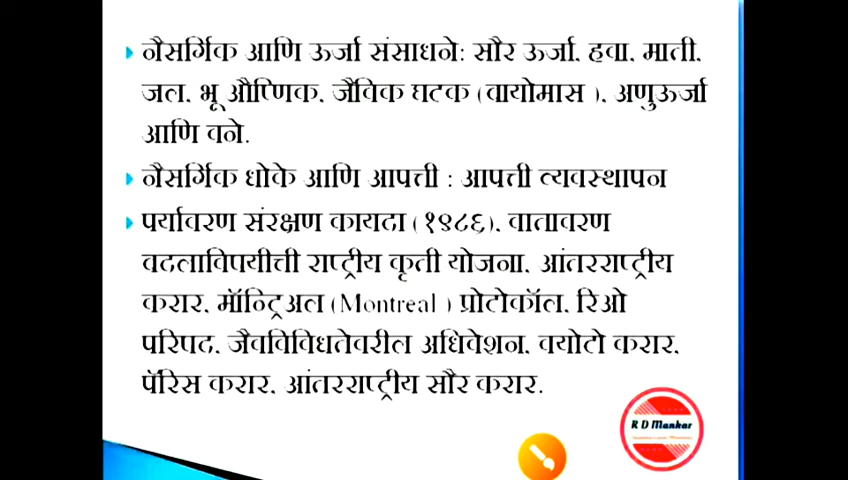 नैसर्गिक आणि ऊर्जा संसाधने: सौर ऊर्जा, हवा, माती,
जल, भू औष्णिक, जैविक घटक (बायोमास ), अणुऊर्जा
आणि वने.
नैसर्गिक धोके आणि आपत्ती : आपत्ती व्यवस्थापन
पर्यावरण संरक्षण कायदा (१९८६), वातावरण
बदलाविषयीची राष्ट्रीय कृती योजना, आंतरराष्ट्रीय
करार, मॉन्ट्रिअल (Montreal ) प्रोटोकॉल, रिओ
परिषद, जैवविविधतेवरील अधिवेशन, क्योटो करार,
पॅरिस करार, आंतरराष्ट्रीय सौर करार.
R D Mankar